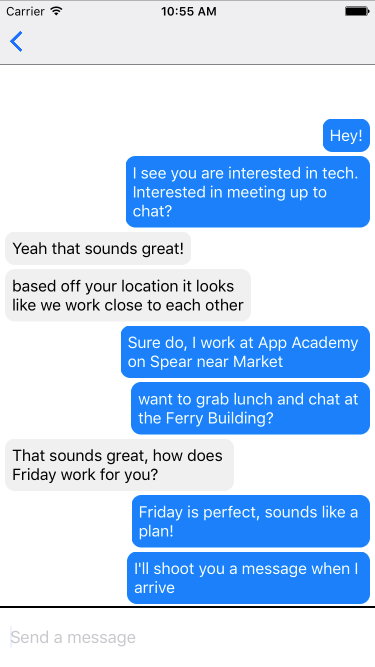 Carrier 10:55 AM
Hey!
I see you are interested in tech.
Interested in meeting up to
chat?
Yeah that sounds great!
based off your location it looks
like we work close to each other
Sure do, I work at App Academy
on Spear near Market
want to grab lunch and chat at
the Ferry Building?
That sounds great, how does
Friday work for you?
Friday is perfect, sounds like a
plan!
I'll shoot you a message when I
arrive
Send a message